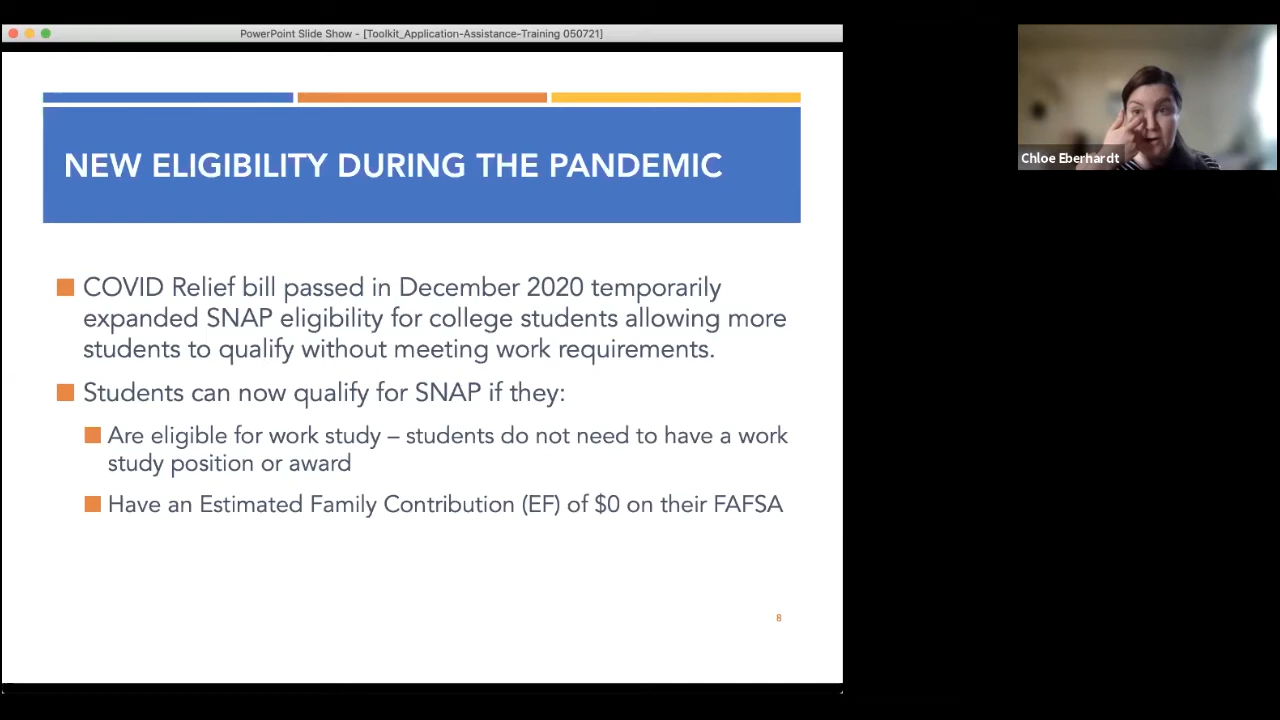 PowerPoint Slide Show - [Toolkit_Application-Assistance-Training 050721]
NEW ELIGIBILITY DURING THE PANDEMIC
COVID Relief bill passed in December 2020 temporarily
expanded SNAP eligibility for college students allowing more
students to qualify without meeting work requirements.
Students can now qualify for SNAP if they:
Are eligible for work study – students do not need to have a work
study position or award
Have an Estimated Family Contribution (EF) of $0 on their FAFSA
8
Chloe Eberhardt